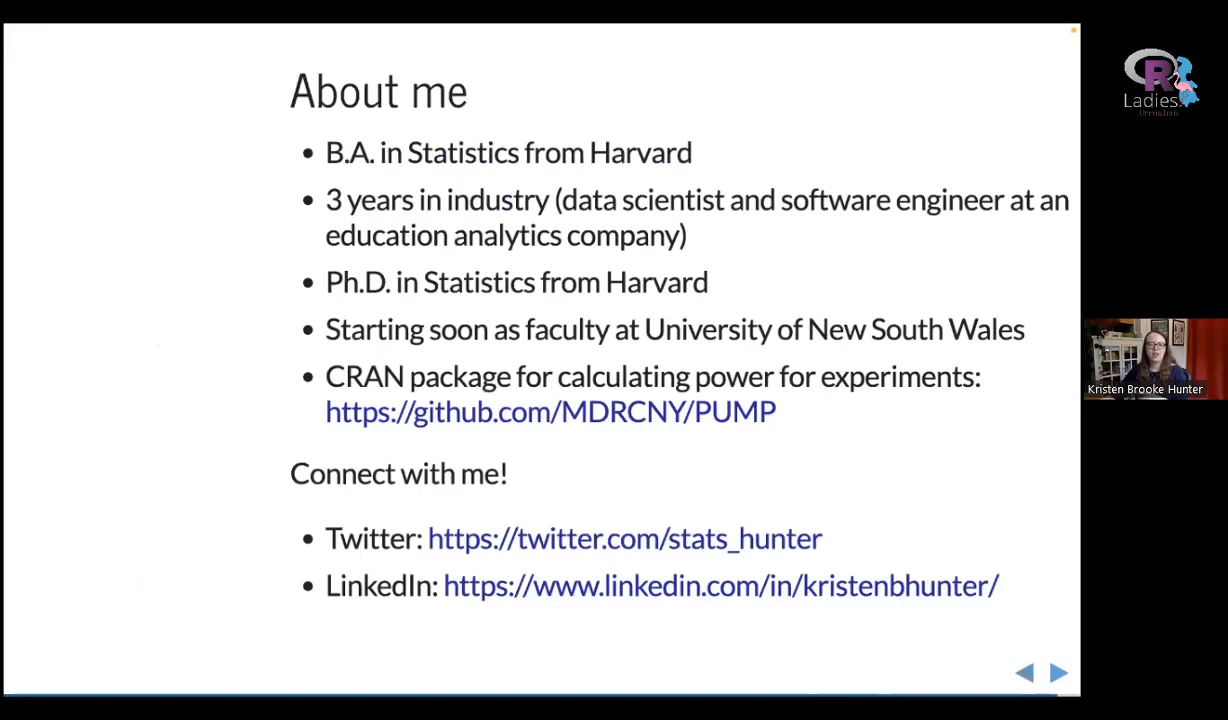 About me
B.A. in Statistics from Harvard
3 years in industry (data scientist and software engineer at an
education analytics company)
Ph.D. in Statistics from Harvard
Starting soon as faculty at University of New South Wales
CRAN package for calculating power for experiments:
https://github.com/MDRCNY/PUMP
Connect with me!
Twitter: https://twitter.com/stats_hunter
LinkedIn: https://www.linkedin.com/in/kristenbhunter/
R
Ladies
Kristen Brooke Hunter